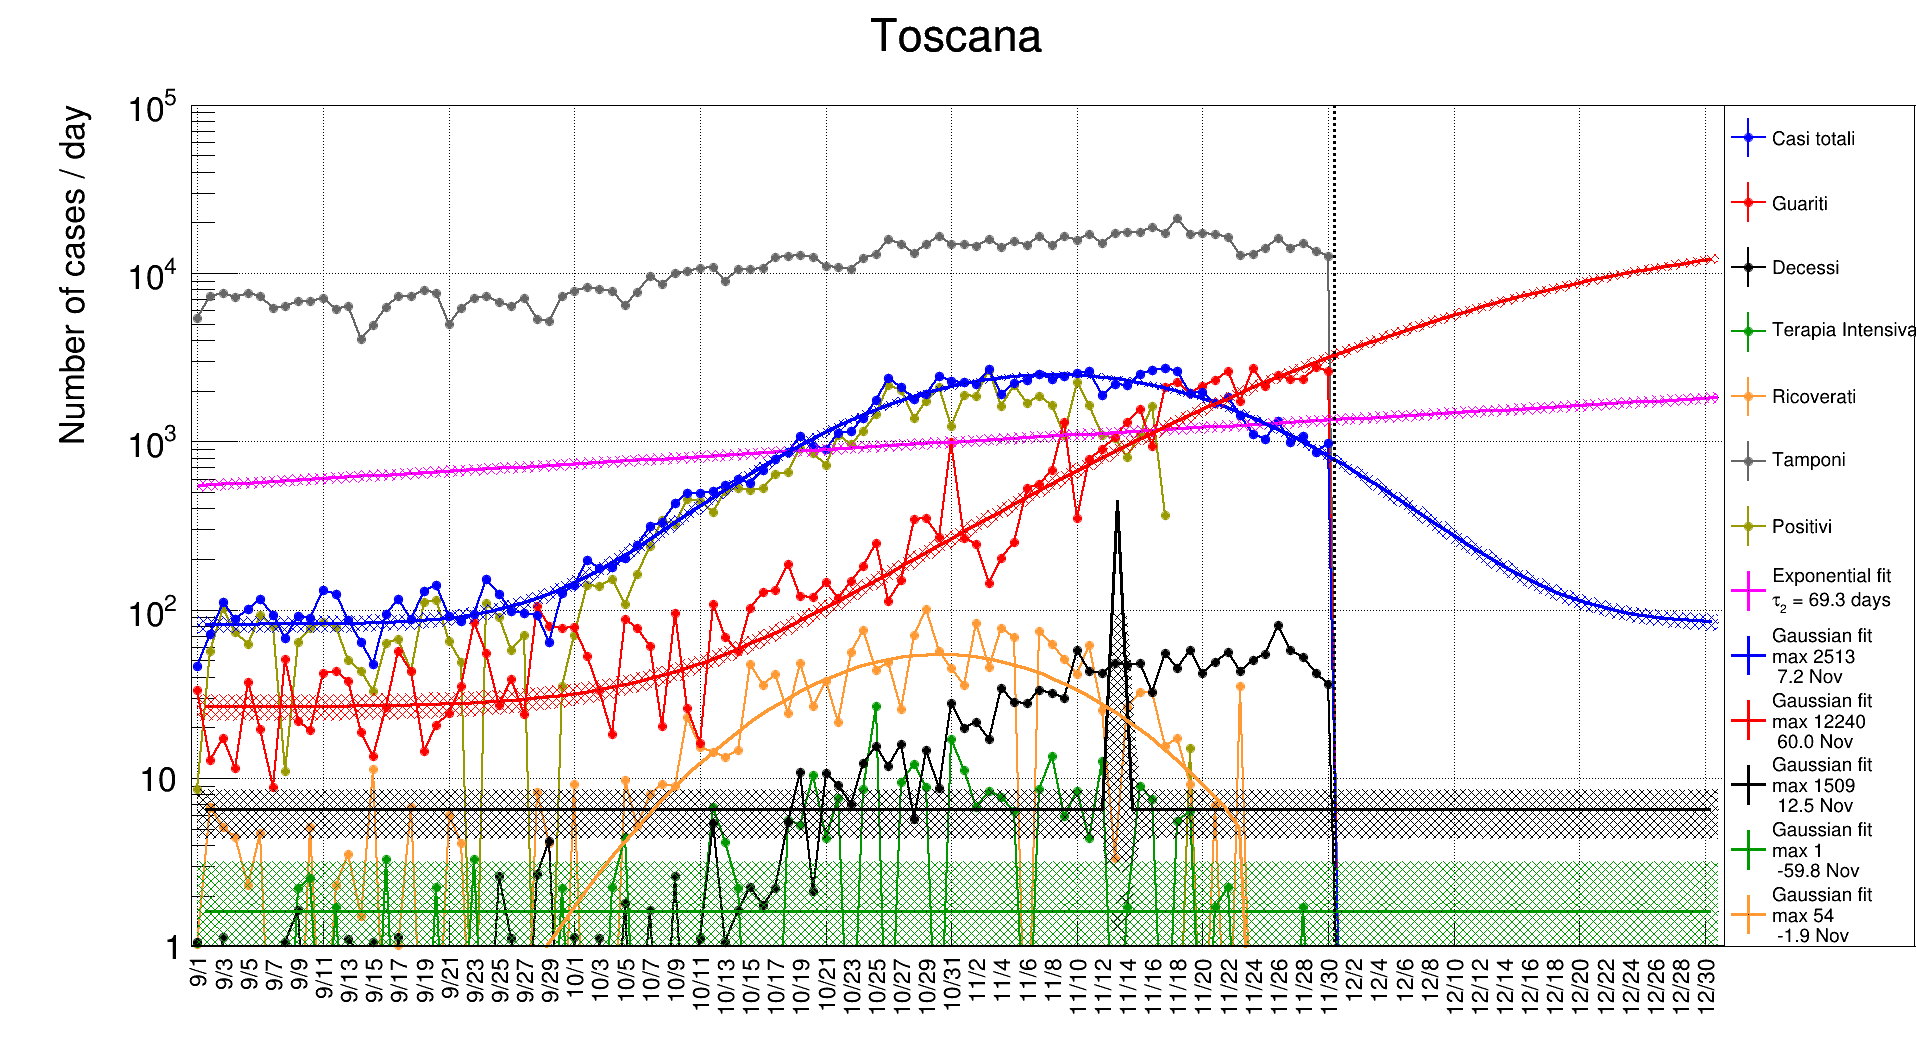 Toscana
Number of cases / day
10^5
10^4
10^3
10^2
10
1
9/1
9/3
9/5
9/7
9/9
9/11
9/13
9/15
9/17
9/19
9/21
9/23
9/25
9/27
9/29
10/1
10/3
10/5
10/7
10/9
10/11
10/13
10/15
10/17
10/19
10/21
10/23
10/25
10/27
10/29
10/31
11/2
11/4
11/6
11/8
11/10
11/12
11/14
11/16
11/18
11/20
11/22
11/24
11/26
11/28
11/30
12/2
12/4
12/6
12/8
12/10
12/12
12/14
12/16
12/18
12/20
12/22
12/24
12/26
12/28
12/30
Casi totali
Guariti
Decessi
Terapia Intensiva
Ricoverati
Tamponi
Positivi
Exponential fit
τ₂ = 69.3 days
Gaussian fit
max 2513
7.2 Nov
Gaussian fit
max 12240
60.0 Nov
Gaussian fit
max 1509
12.5 Nov
Gaussian fit
max 1
-59.8 Nov
Gaussian fit
max 54
-1.9 Nov